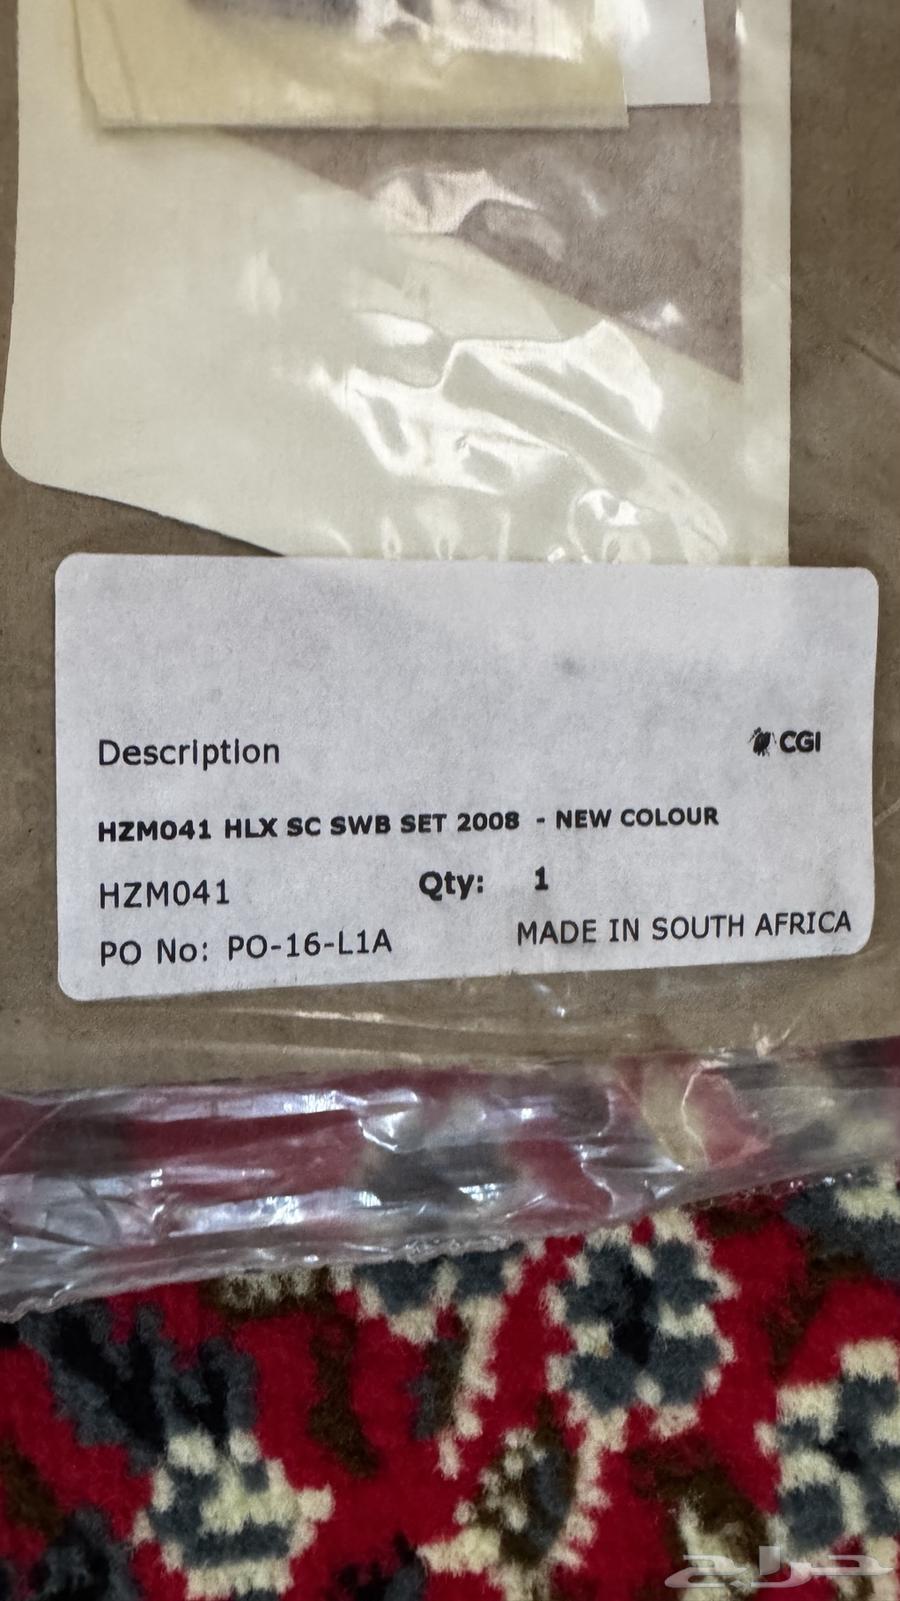 Description
CGI
HZM041 HLX SC SWB SET 2008 - NEW COLOUR
HZM041 Qty: 1
PO No: PO-16-L1A MADE IN SOUTH AFRICA
حراج